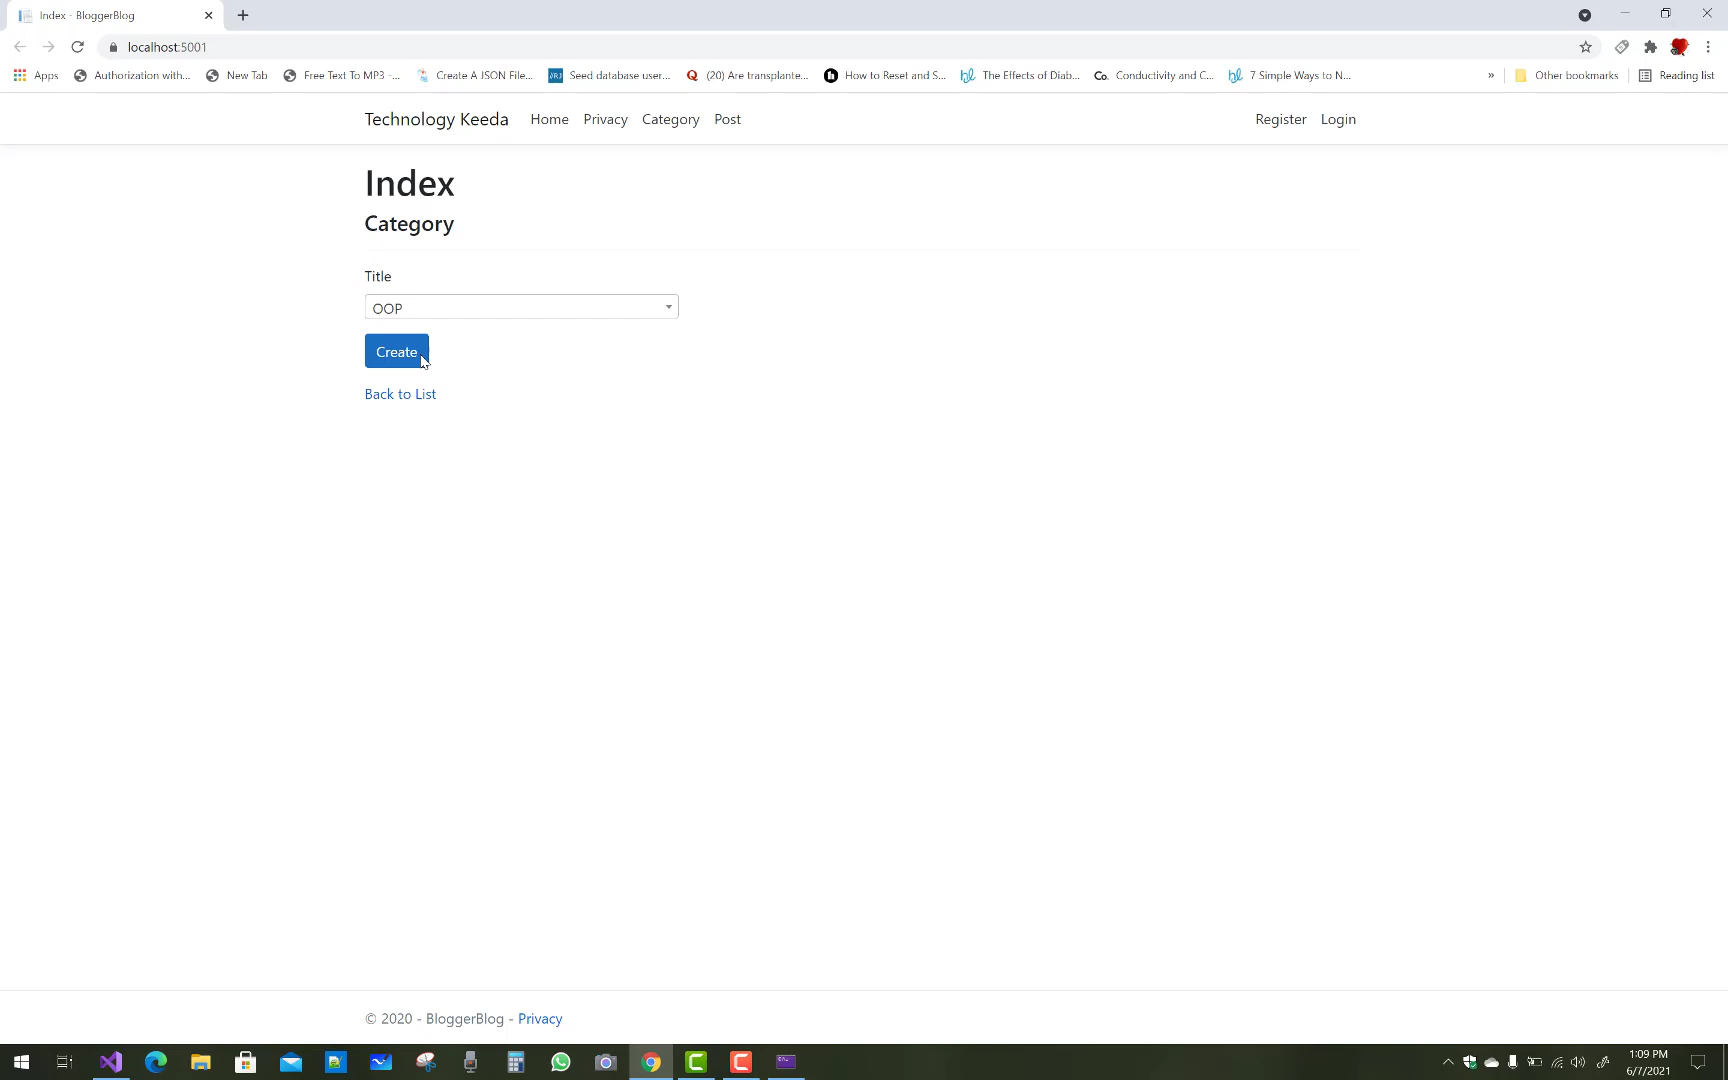 Index - BloggerBlog
localhost:5001
Apps Authorization with... New Tab Free Text To MP3 -... Create A JSON File... Seed database user... (20) Are transplante... How to Reset and S... The Effects of Diab... Conductivity and C... 7 Simple Ways to N... » Other bookmarks Reading list
Technology Keeda Home Privacy Category Post Register Login
Index
Category
Title
OOP
Create
Back to List
© 2020 - BloggerBlog - Privacy
1:09 PM
6/7/2021